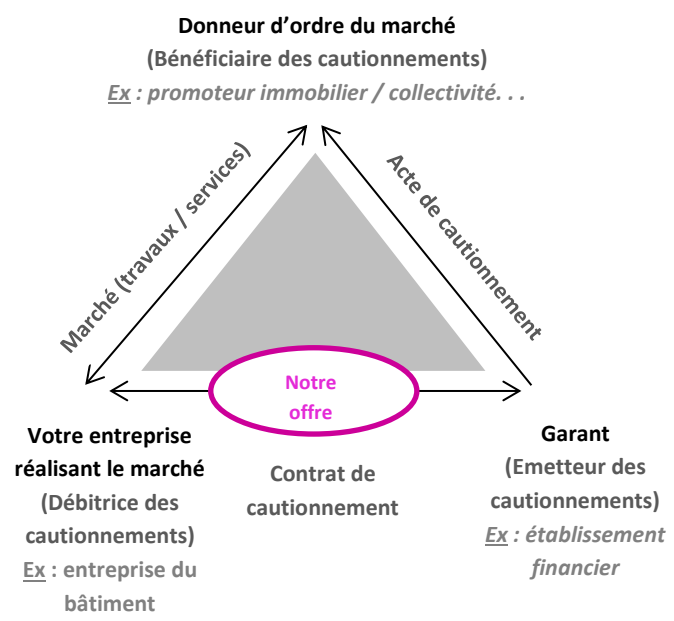 Donneur d’ordre du marché
(Bénéficiaire des cautionnements)
Ex : promoteur immobilier / collectivité. . .
Marché (travaux / services)
Acte de cautionnement
Notre
offre
Votre entreprise
réalisant le marché
(Débitrice des
cautionnements)
Ex : entreprise du
bâtiment
Contrat de
cautionnement
Garant
(Emetteur des
cautionnements)
Ex : établissement
financier